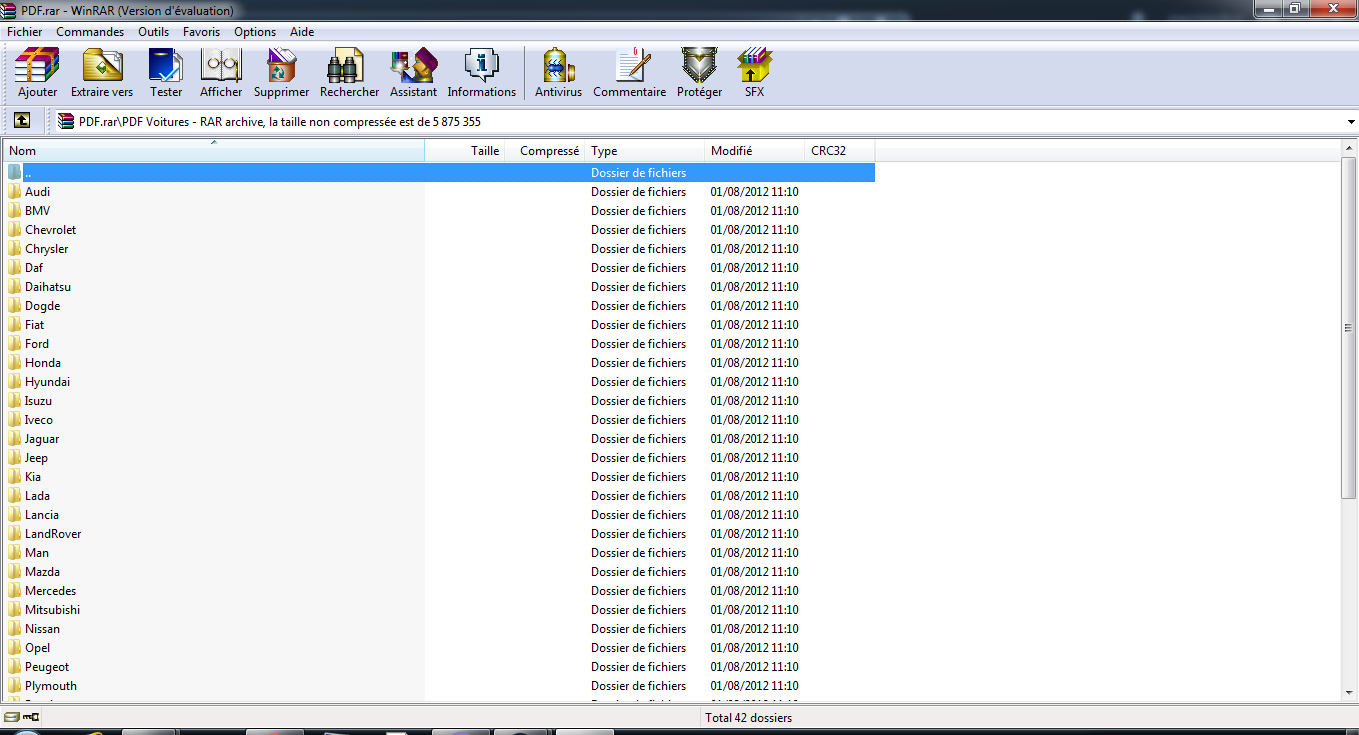 PDF.rar - WinRAR (Version d'évaluation)
Fichier Commandes Outils Favoris Options Aide
Ajouter Extraire vers Tester Afficher Supprimer Rechercher Assistant Informations Antivirus Commentaire Protéger SFX
PDF.rar\PDF Voitures - RAR archive, la taille non compressée est de 5 875 355
Nom Taille Compressé Type Modifié CRC32
.. Dossier de fichiers
Audi Dossier de fichiers 01/08/2012 11:10
BMV Dossier de fichiers 01/08/2012 11:10
Chevrolet Dossier de fichiers 01/08/2012 11:10
Chrysler Dossier de fichiers 01/08/2012 11:10
Daf Dossier de fichiers 01/08/2012 11:10
Daihatsu Dossier de fichiers 01/08/2012 11:10
Dogde Dossier de fichiers 01/08/2012 11:10
Fiat Dossier de fichiers 01/08/2012 11:10
Ford Dossier de fichiers 01/08/2012 11:10
Honda Dossier de fichiers 01/08/2012 11:10
Hyundai Dossier de fichiers 01/08/2012 11:10
Isuzu Dossier de fichiers 01/08/2012 11:10
Iveco Dossier de fichiers 01/08/2012 11:10
Jaguar Dossier de fichiers 01/08/2012 11:10
Jeep Dossier de fichiers 01/08/2012 11:10
Kia Dossier de fichiers 01/08/2012 11:10
Lada Dossier de fichiers 01/08/2012 11:10
Lancia Dossier de fichiers 01/08/2012 11:10
LandRover Dossier de fichiers 01/08/2012 11:10
Man Dossier de fichiers 01/08/2012 11:10
Mazda Dossier de fichiers 01/08/2012 11:10
Mercedes Dossier de fichiers 01/08/2012 11:10
Mitsubishi Dossier de fichiers 01/08/2012 11:10
Nissan Dossier de fichiers 01/08/2012 11:10
Opel Dossier de fichiers 01/08/2012 11:10
Peugeot Dossier de fichiers 01/08/2012 11:10
Plymouth Dossier de fichiers 01/08/2012 11:10
Total 42 dossiers